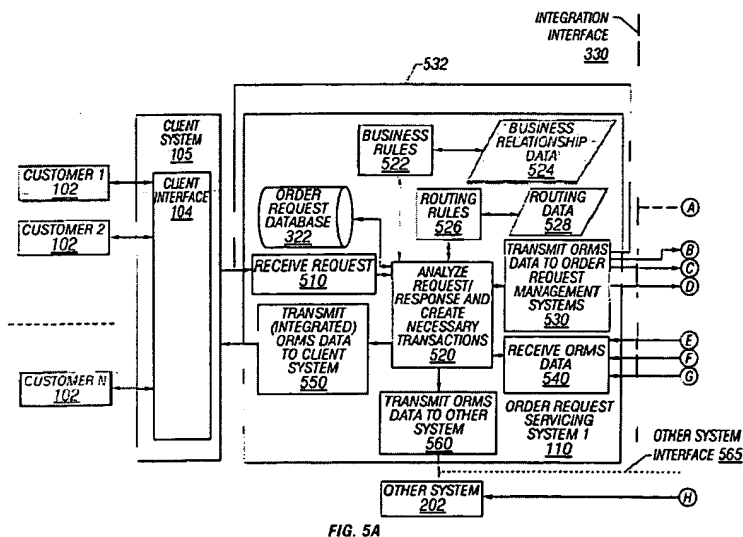 INTEGRATION
INTERFACE
330
532
CLIENT
SYSTEM
105
CUSTOMER 1
102
CUSTOMER 2
102
CUSTOMER N
102
CLIENT
INTERFACE
104
BUSINESS
RULES
522
BUSINESS
RELATIONSHIP
DATA
524
ORDER
REQUEST
DATABASE
322
ROUTING
RULES
526
ROUTING
DATA
528
RECEIVE REQUEST
510
ANALYZE
REQUEST/
RESPONSE AND
CREATE
NECESSARY
TRANSACTIONS
520
TRANSMIT ORMS
DATA TO ORDER
REQUEST
MANAGEMENT
SYSTEMS 530
TRANSMIT
(INTEGRATED)
ORMS DATA
TO CLIENT
SYSTEM
550
RECEIVE ORMS
DATA
540
TRANSMIT ORMS
DATA TO OTHER
SYSTEM
560
ORDER REQUEST
SERVICING
SYSTEM 1
110
OTHER SYSTEM
INTERFACE 565
OTHER SYSTEM
202
A
B
C
D
E
F
G
H
FIG. 5A